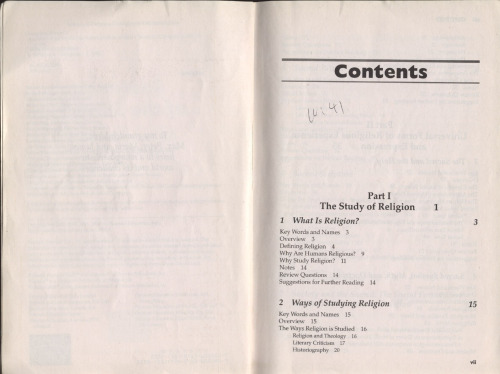 Contents
Part I
The Study of Religion 1
1 What Is Religion? 3
Key Words and Names 3
Overview 3
Defining Religion 4
Why Are Humans Religious? 9
Why Study Religion? 11
Notes 14
Review Questions 14
Suggestions for Further Reading 14
2 Ways of Studying Religion 15
Key Words and Names 15
Overview 15
The Ways Religion is Studied 16
Religion and Theology 16
Literary Criticism 17
Historiography 20
vii